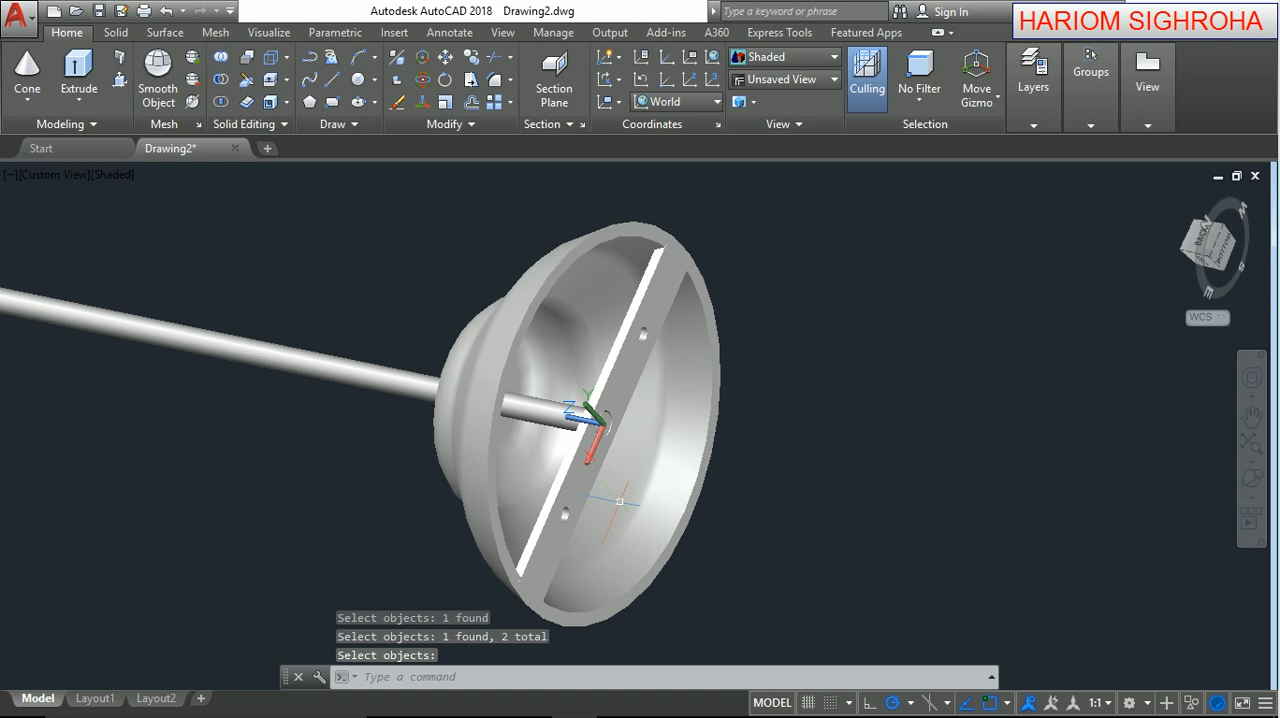 Autodesk AutoCAD 2018 Drawing2.dwg
Type a keyword or phrase
Sign In
HARIOM SIGHROHA
Home Solid Surface Mesh Visualize Parametric Insert Annotate View Manage Output Add-ins A360 Express Tools Featured Apps
Cone
Extrude
Smooth Object
Section Plane
World
Shaded
Unsaved View
Culling
No Filter
Move Gizmo
Layers
Groups
View
Modeling Mesh Solid Editing Draw Modify Section Coordinates View Selection
Start
Drawing2*
[−][Custom View][Shaded]
BACK
BOTTOM
S
E
WCS
Z
Y
Select objects: 1 found
Select objects: 1 found, 2 total
Select objects:
Type a command
Model Layout1 Layout2
MODEL
1:1